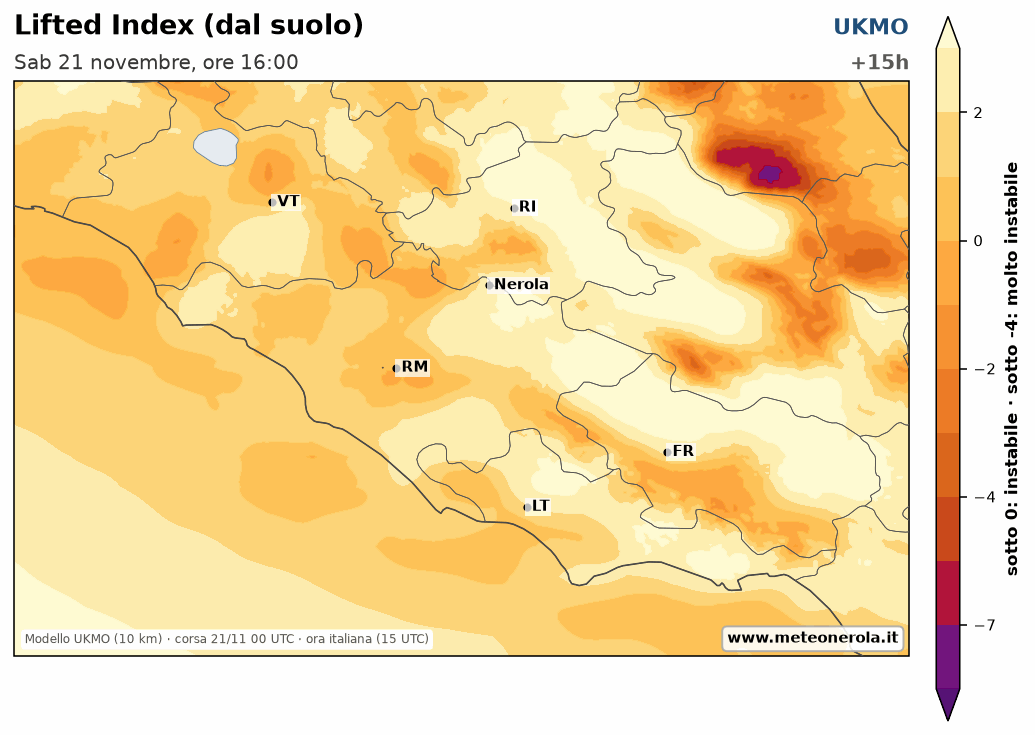 Lifted Index (dal suolo)
UKMO
Sab 21 novembre, ore 16:00
+15h
VT
RI
Nerola
RM
FR
LT
2
0
−2
−4
−7
sotto 0: instabile · sotto -4: molto instabile
Modello UKMO (10 km) · corsa 21/11 00 UTC · ora italiana (15 UTC)
www.meteonerola.it